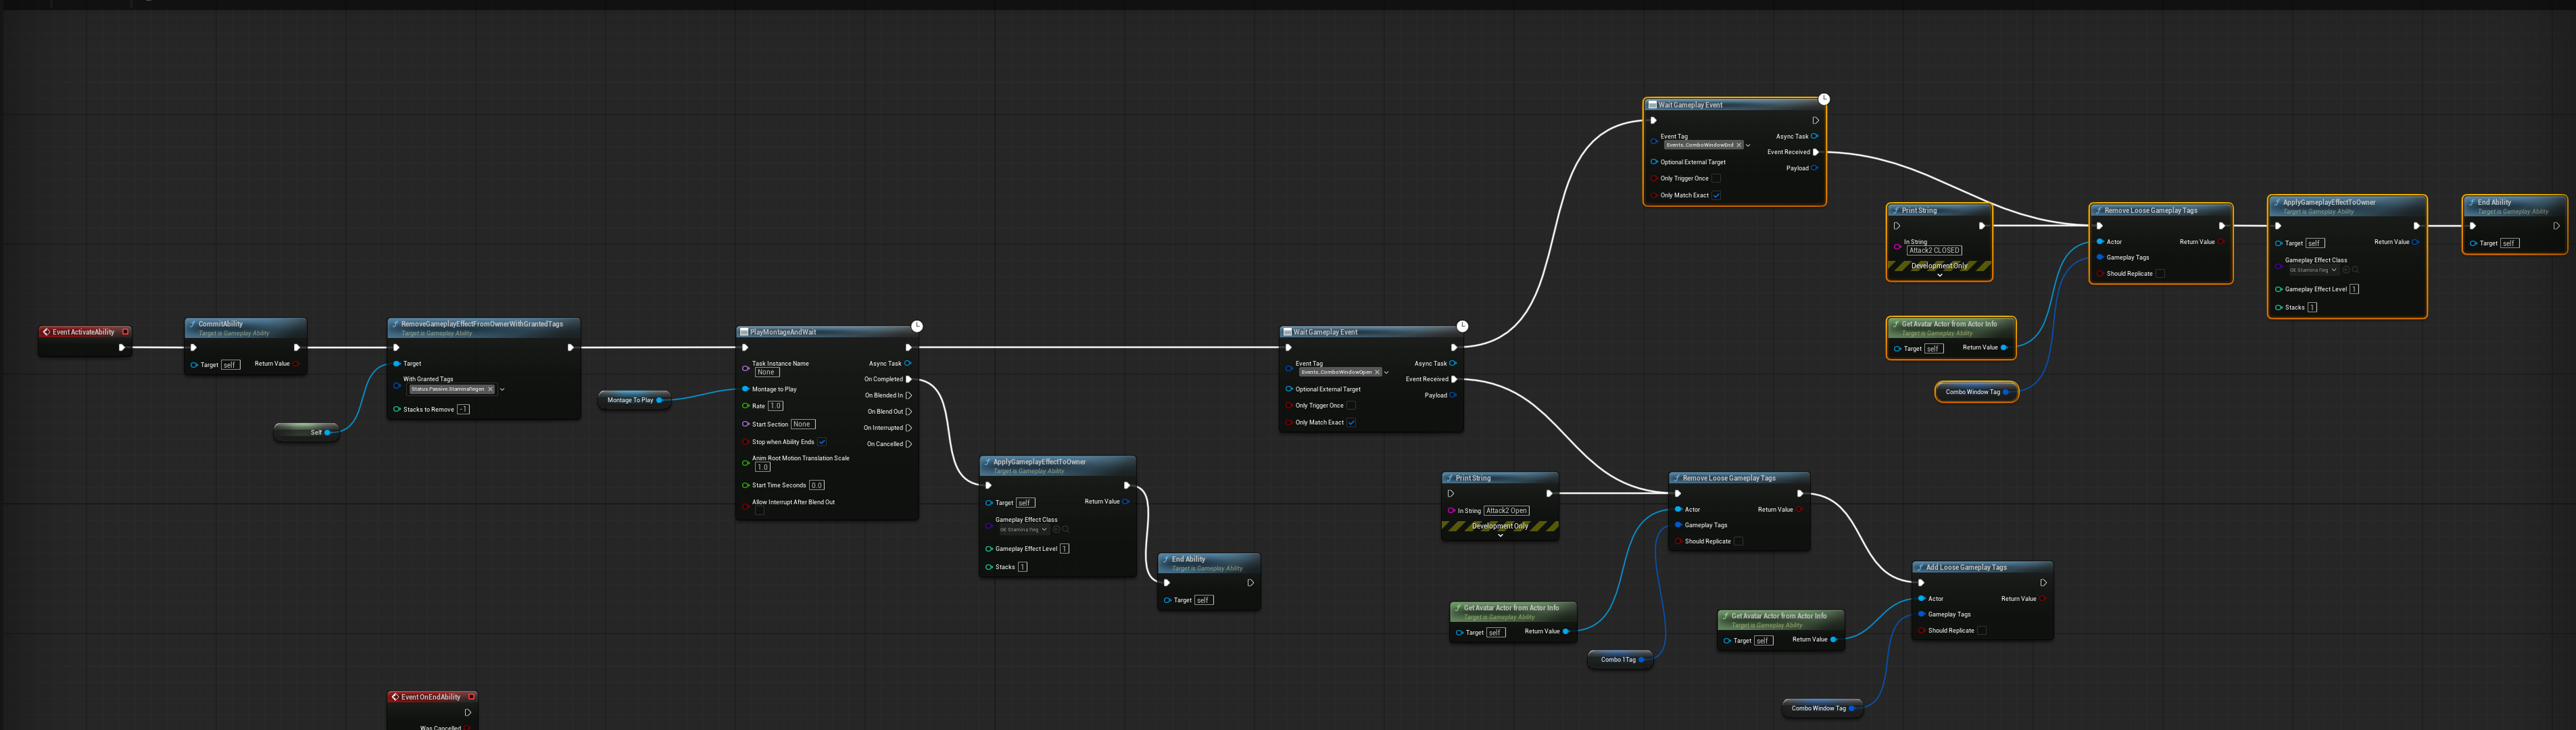 Wait Gameplay Event
Event Tag
Events.ComboWindowEnd
Optional External Target
Only Trigger Once
Only Match Exact
Async Task
Event Received
Payload
Print String
In String
Attack2 CLOSED
Development Only
Remove Loose Gameplay Tags
Actor
Gameplay Tags
Should Replicate
Return Value
ApplyGameplayEffectToOwner
Target is Gameplay Ability
Target self
Return Value
Gameplay Effect Class
Gameplay Effect Level 1
Stacks 1
End Ability
Target is Gameplay Ability
Target self
Get Avatar Actor from Actor Info
Target is Gameplay Ability
Target self
Return Value
Combo Window Tag
Event ActivateAbility
CommitAbility
Target is Gameplay Ability
Target self
Return Value
RemoveGameplayEffectFromOwnerWithGrantedTags
Target is Gameplay Ability
Target
With Granted Tags
Status.Passive.StaminaRegen
Stacks to Remove -1
Self
Montage To Play
PlayMontageAndWait
Task Instance Name
None
Montage to Play
Rate 1.0
Start Section None
Stop when Ability Ends
Anim Root Motion Translation Scale
1.0
Start Time Seconds 0.0
Allow Interrupt After Blend Out
Async Task
On Completed
On Blended In
On Blend Out
On Interrupted
On Cancelled
ApplyGameplayEffectToOwner
Target is Gameplay Ability
Target self
Return Value
Gameplay Effect Class
Gameplay Effect Level 1
Stacks 1
End Ability
Target is Gameplay Ability
Target self
Wait Gameplay Event
Event Tag
Events.ComboWindowOpen
Optional External Target
Only Trigger Once
Only Match Exact
Async Task
Event Received
Payload
Print String
In String Attack2 Open
Development Only
Remove Loose Gameplay Tags
Actor
Gameplay Tags
Should Replicate
Return Value
Get Avatar Actor from Actor Info
Target is Gameplay Ability
Target self
Return Value
Combo 1Tag
Get Avatar Actor from Actor Info
Target is Gameplay Ability
Target self
Return Value
Add Loose Gameplay Tags
Actor
Gameplay Tags
Should Replicate
Return Value
Combo Window Tag
Event OnEndAbility
Was Cancelled